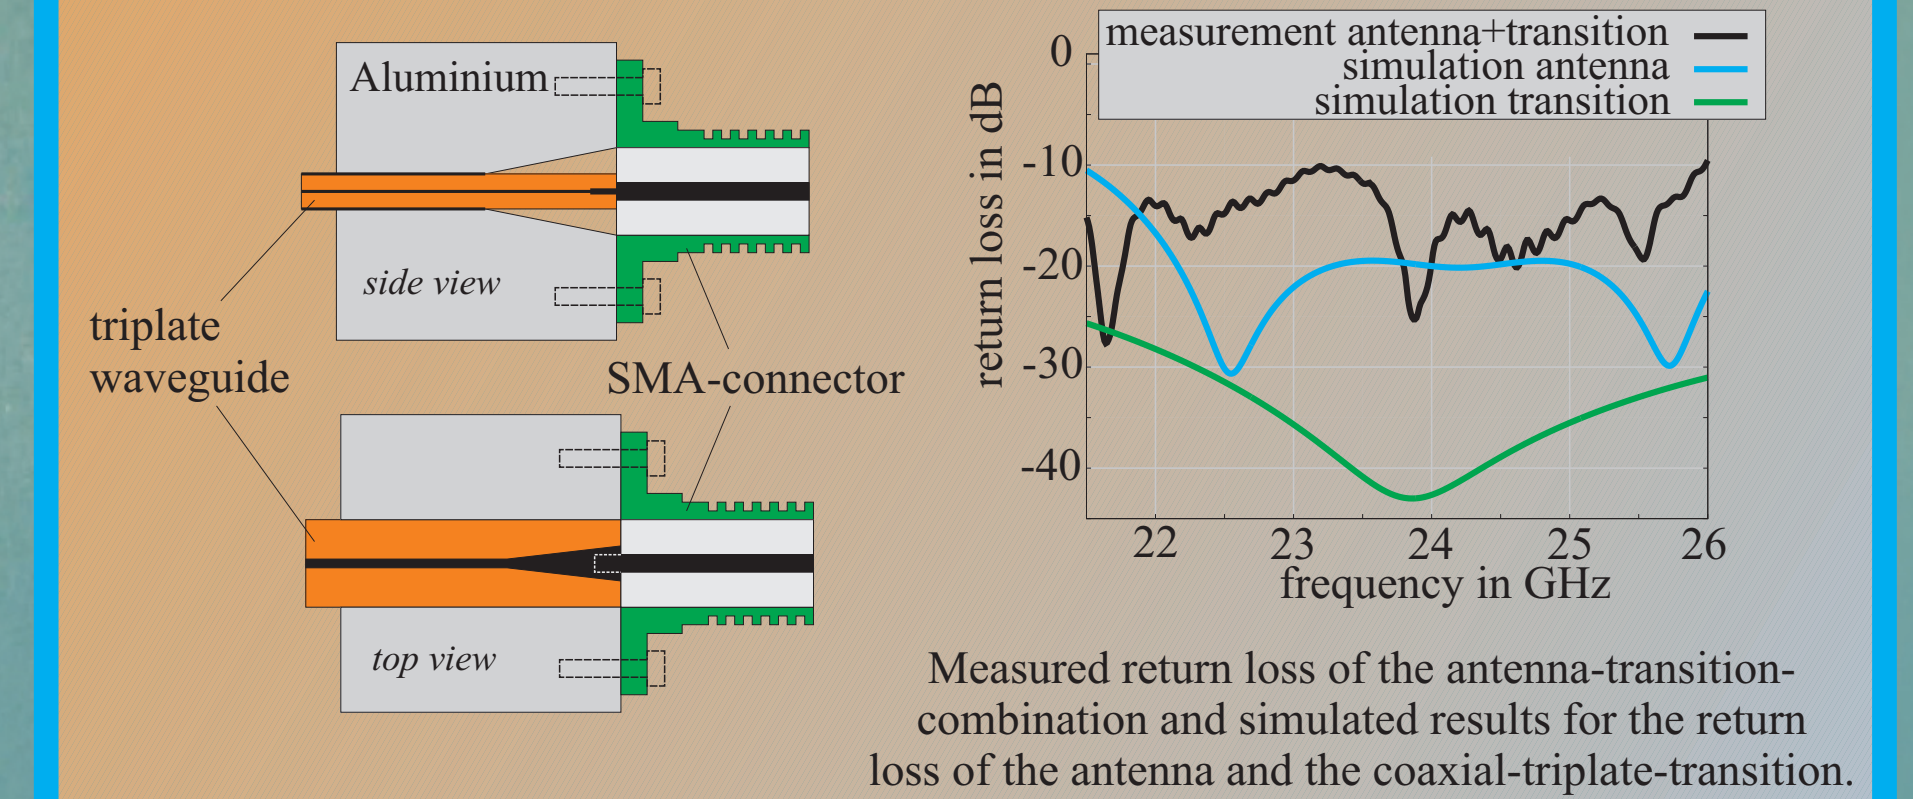 Aluminium
side view
triplate
waveguide
SMA-connector
top view
measurement antenna+transition
simulation antenna
simulation transition
return loss in dB
0
-10
-20
-30
-40
22 23 24 25 26
frequency in GHz
Measured return loss of the antenna-transition-
combination and simulated results for the return
loss of the antenna and the coaxial-triplate-transition.